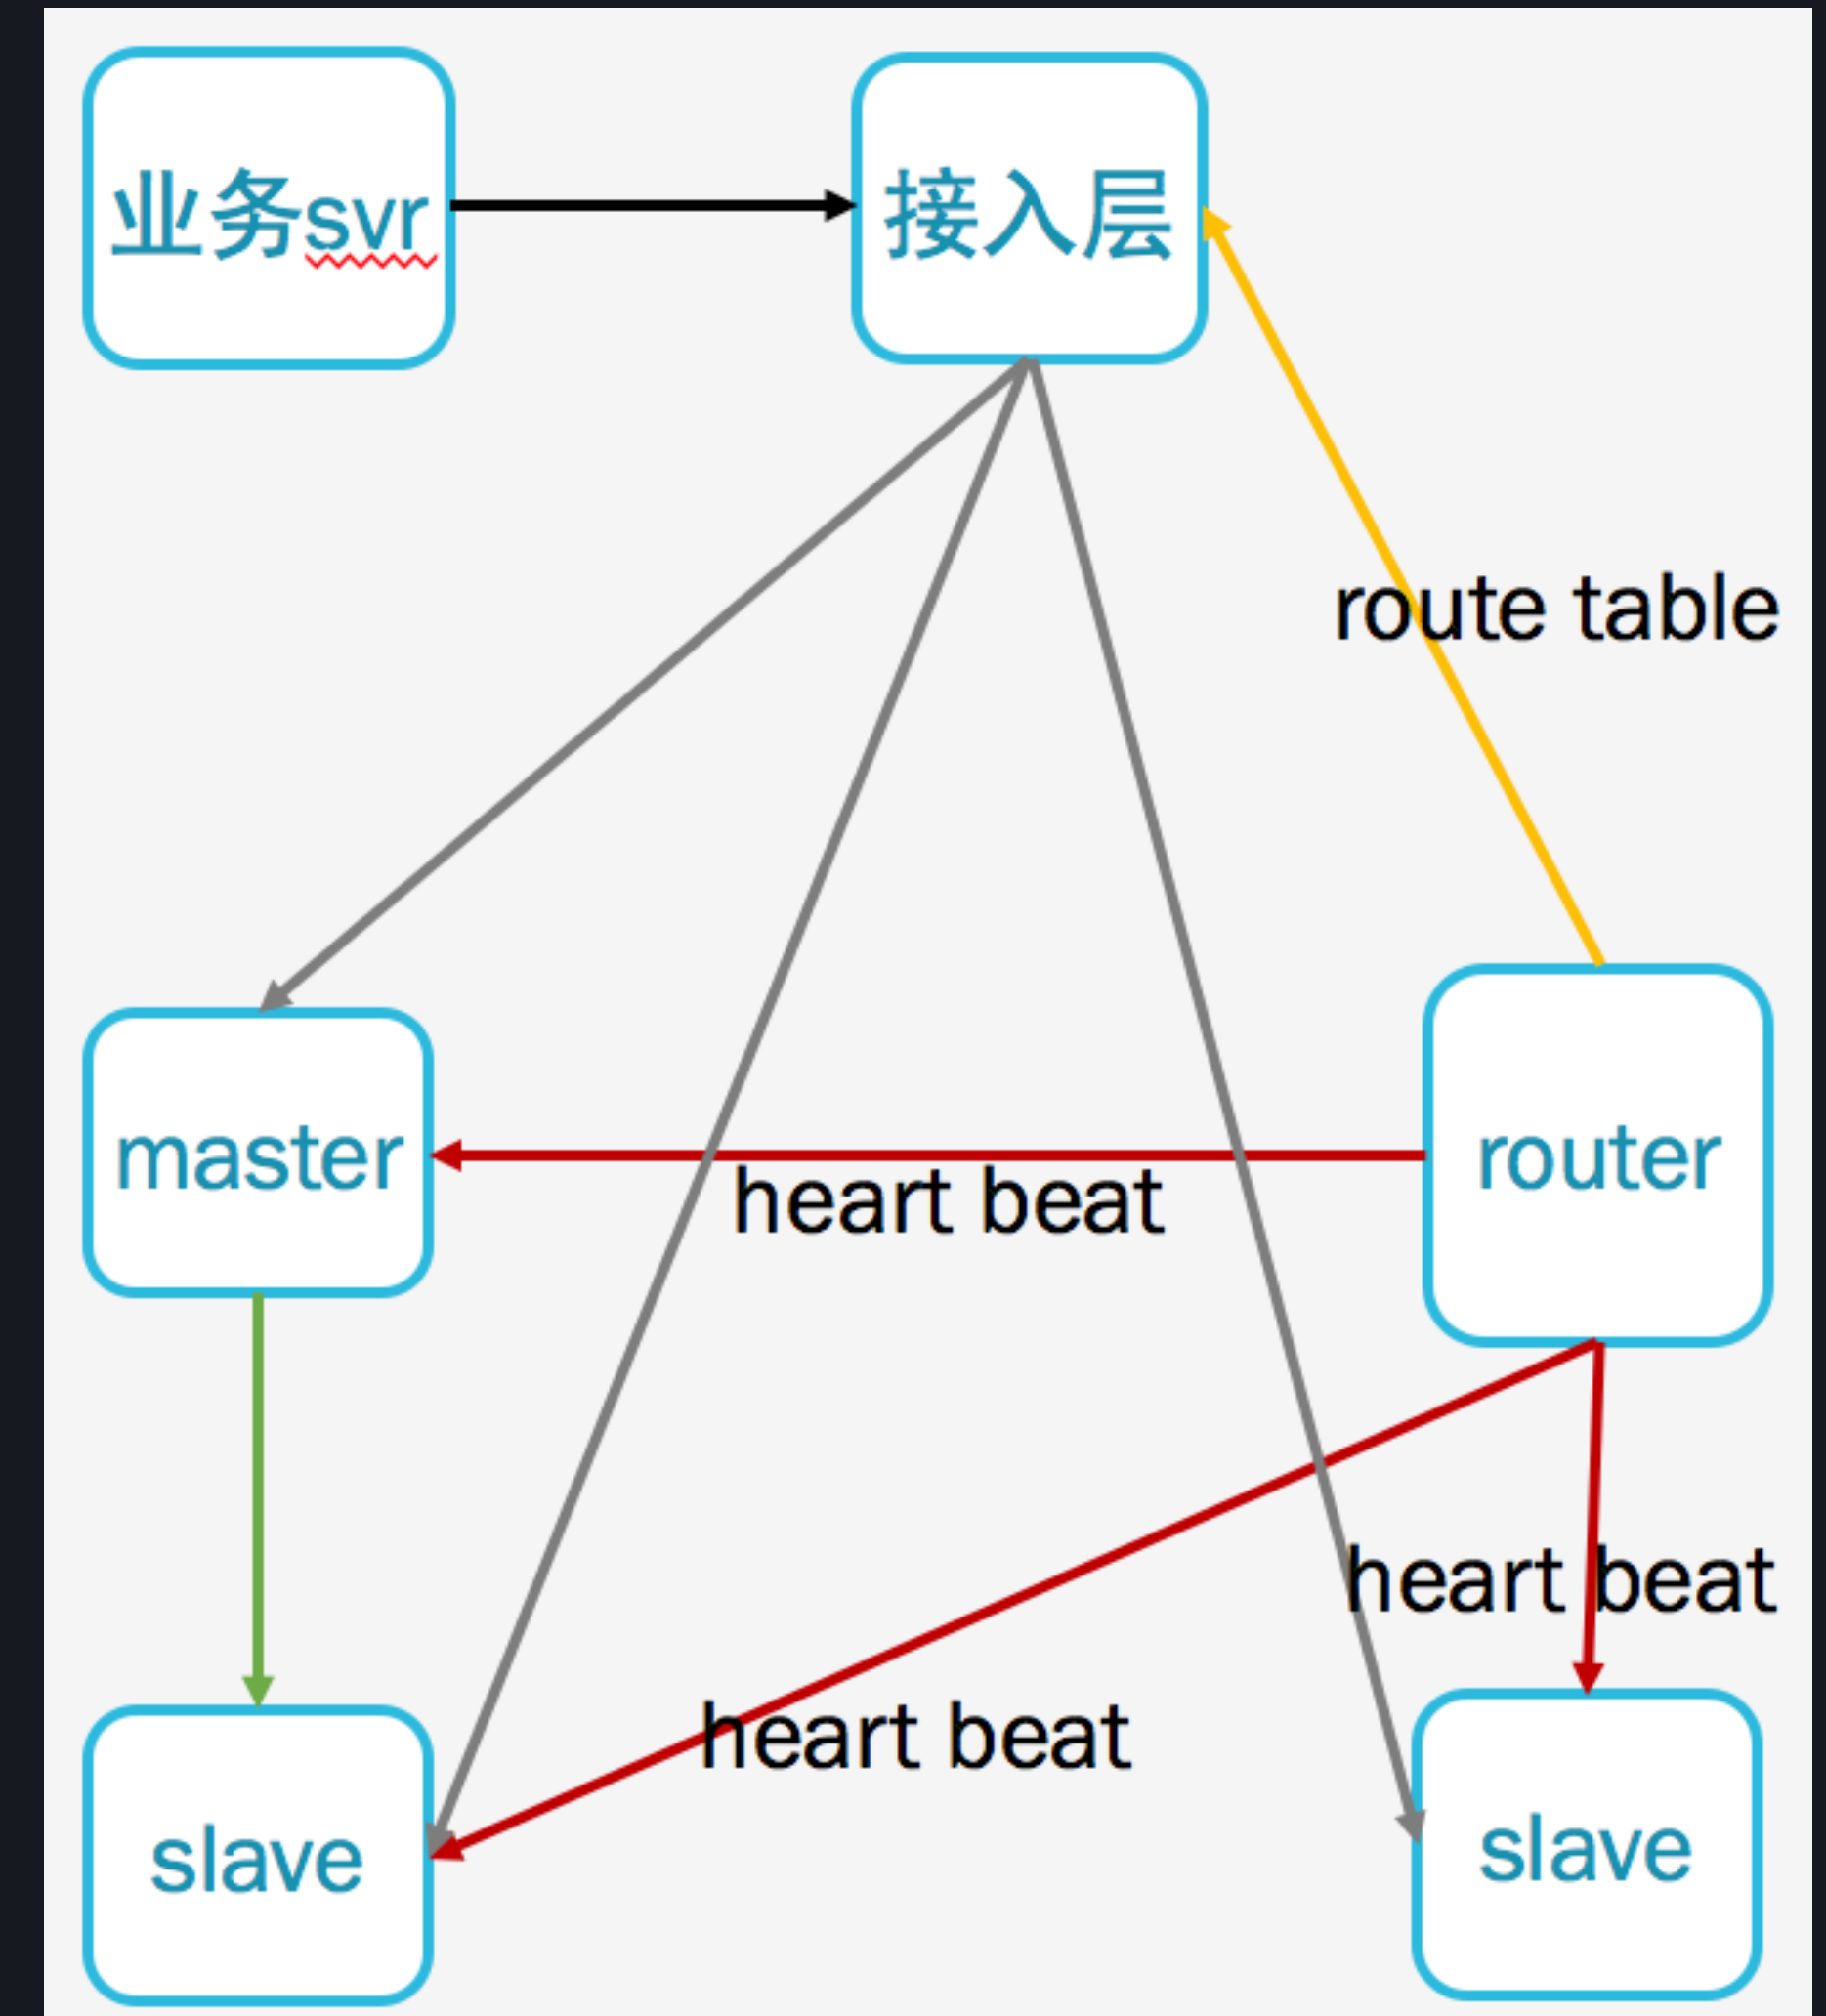 业务svr
接入层
route table
master
heart beat
router
heart beat
heart beat
slave
slave